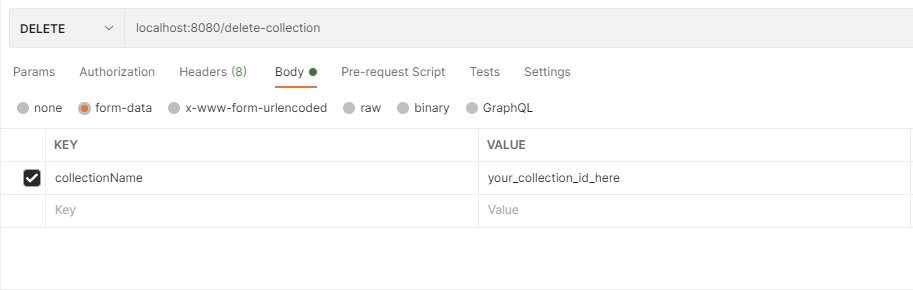 DELETE localhost:8080/delete-collection
Params Authorization Headers (8) Body Pre-request Script Tests Settings
none form-data x-www-form-urlencoded raw binary GraphQL
KEY VALUE
collectionName your_collection_id_here
Key Value